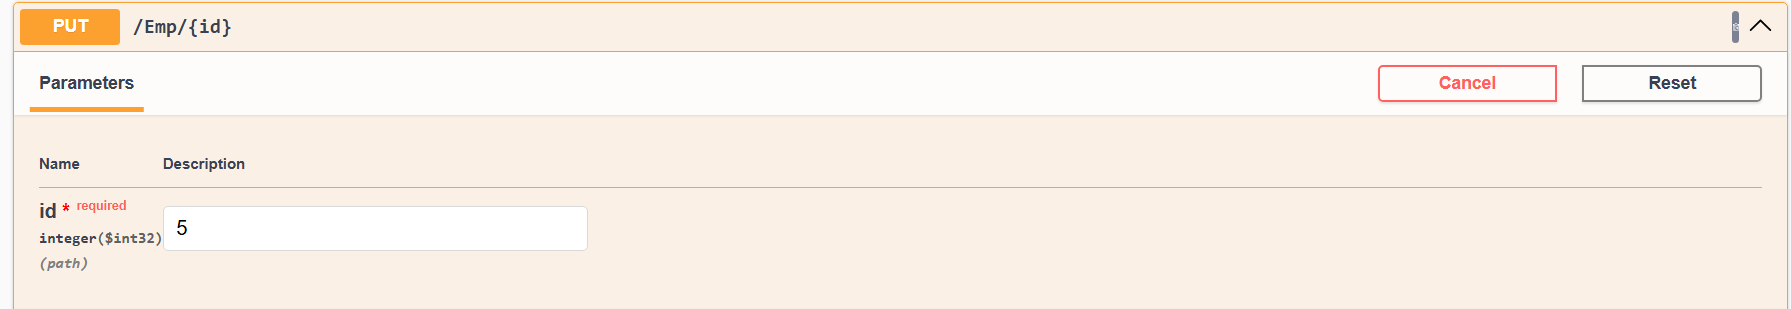 PUT /Emp/{id}
Parameters Cancel Reset
Name Description
id * required
integer($int32)
(path)
5